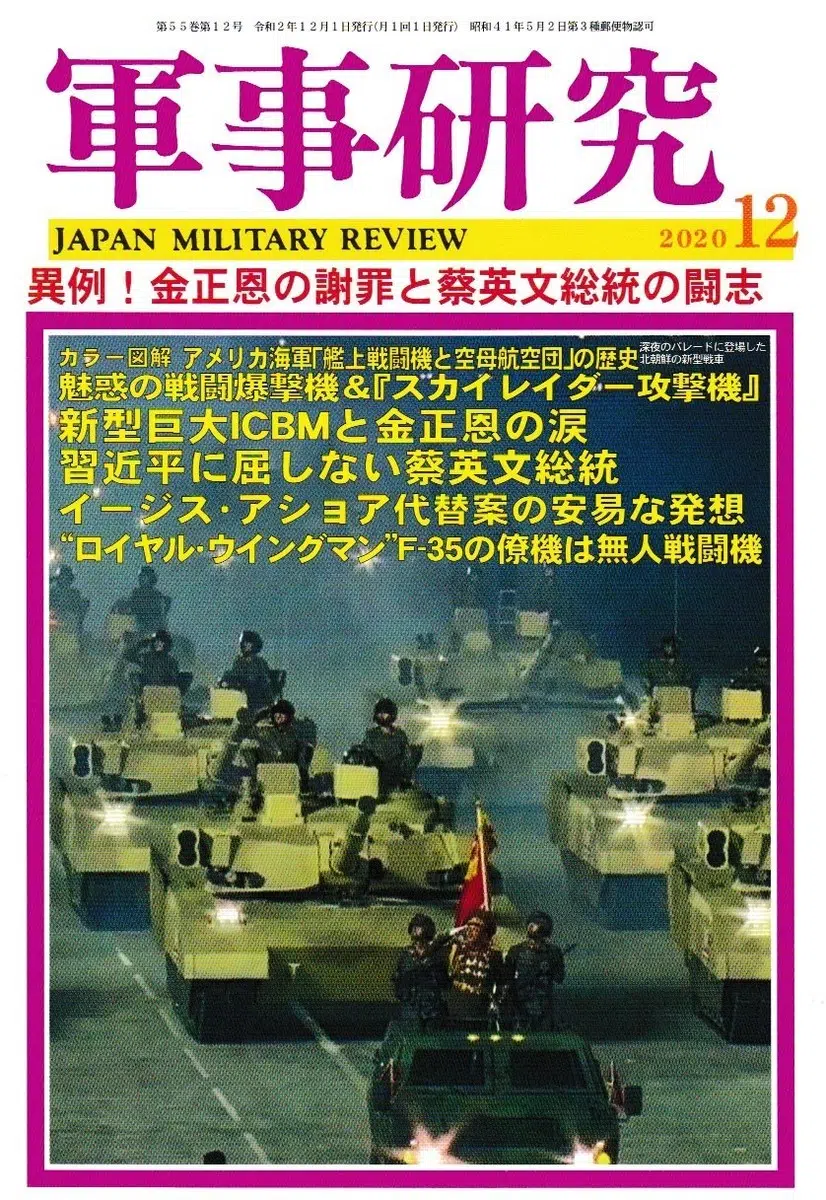 第55巻第12号　令和2年12月1日発行(月1回1日発行)　昭和41年5月2日第3種郵便物認可
軍事研究
JAPAN MILITARY REVIEW
2020 12
異例！金正恩の謝罪と蔡英文総統の闘志
カラー図解 アメリカ海軍「艦上戦闘機と空母航空団」の歴史
深夜のパレードに登場した
北朝鮮の新型戦車
魅惑の戦闘爆撃機＆『スカイレイダー攻撃機』
新型巨大ICBMと金正恩の涙
習近平に屈しない蔡英文総統
イージス・アショア代替案の安易な発想
“ロイヤル・ウイングマン”F-35の僚機は無人戦闘機